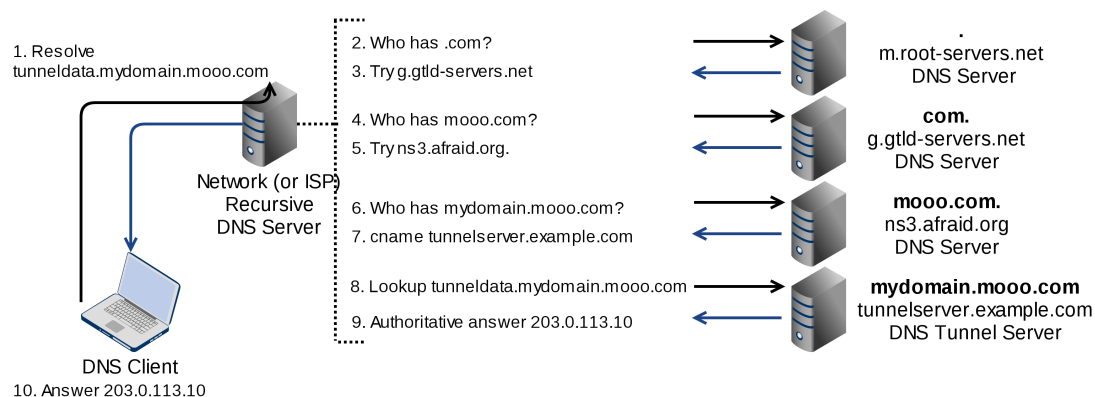 1. Resolve
tunneldata.mydomain.mooo.com
Network (or ISP)
Recursive
DNS Server
DNS Client
10. Answer 203.0.113.10
2. Who has .com?
3. Try g.gtld-servers.net
4. Who has mooo.com?
5. Try ns3.afraid.org.
6. Who has mydomain.mooo.com?
7. cname tunnelserver.example.com
8. Lookup tunneldata.mydomain.mooo.com
9. Authoritative answer 203.0.113.10
.
m.root-servers.net
DNS Server
com.
g.gtld-servers.net
DNS Server
mooo.com.
ns3.afraid.org
DNS Server
mydomain.mooo.com
tunnelserver.example.com
DNS Tunnel Server